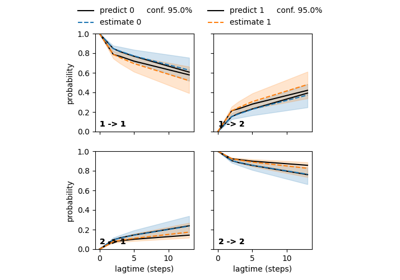 predict 0 conf. 95.0% predict 1 conf. 95.0%
estimate 0 estimate 1
1.0
0.8
0.6
0.4
0.2
0.0
probability
1 -> 1
1 -> 2
1.0
0.8
0.6
0.4
0.2
0.0
probability
2 -> 1
2 -> 2
0 5 10 0 5 10
lagtime (steps) lagtime (steps)